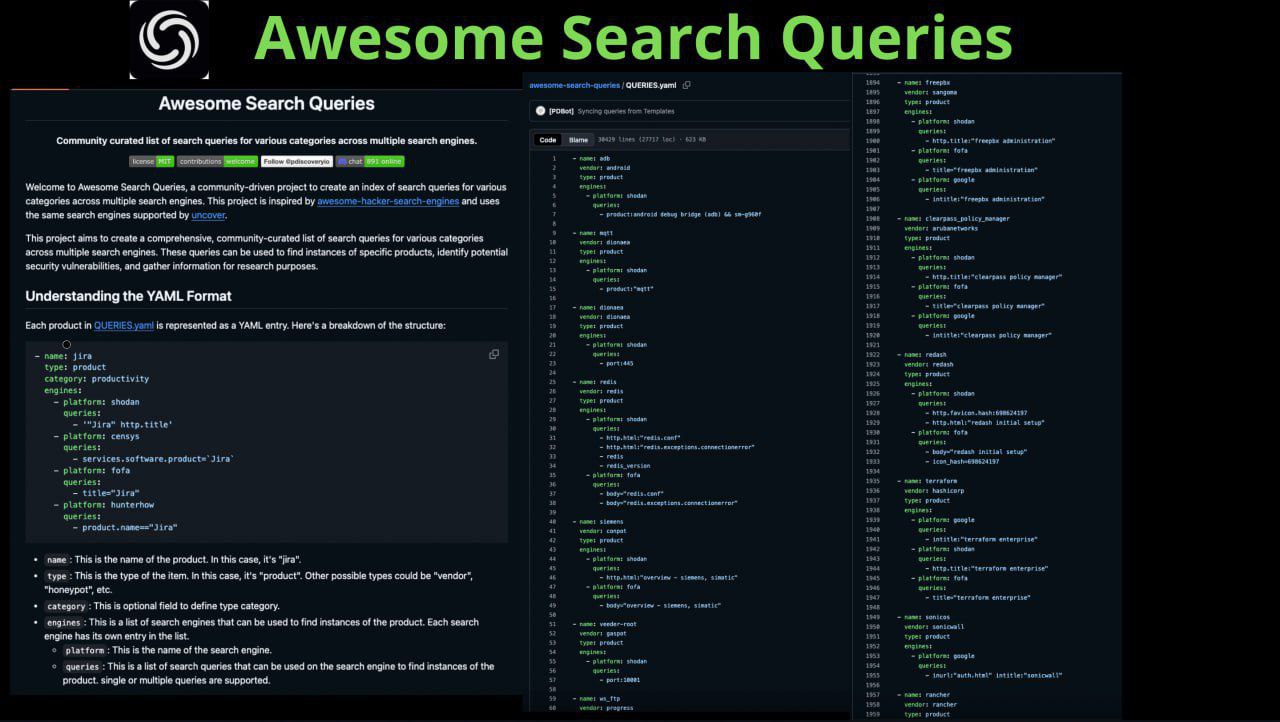 Awesome Search Queries
Awesome Search Queries
Community curated list of search queries for various categories across multiple search engines.
license MIT contributions welcome Follow @pdiscoveryio chat 891 online
Welcome to Awesome Search Queries, a community-driven project to create an index of search queries for various
categories across multiple search engines. This project is inspired by awesome-hacker-search-engines and uses
the same search engines supported by uncover.
This project aims to create a comprehensive, community-curated list of search queries for various categories
across multiple search engines. These queries can be used to find instances of specific products, identify potential
security vulnerabilities, and gather information for research purposes.
Understanding the YAML Format
Each product in QUERIES.yaml is represented as a YAML entry. Here's a breakdown of the structure:
- name: jira
type: product
category: productivity
engines:
- platform: shodan
queries:
- '"Jira" http.title'
- platform: censys
queries:
- services.software.product=`Jira`
- platform: fofa
queries:
- title="Jira"
- platform: hunterhow
queries:
- product.name=="Jira"
• name : This is the name of the product. In this case, it's "jira".
• type : This is the type of the item. In this case, it's "product". Other possible types could be "vendor",
"honeypot", etc.
• category : This is optional field to define type category.
• engines : This is a list of search engines that can be used to find instances of the product. Each search
engine has its own entry in the list.
○ platform : This is the name of the search engine.
○ queries : This is a list of search queries that can be used on the search engine to find instances of the
product. single or multiple queries are supported.
awesome-search-queries / QUERIES.yaml
[PDBot] Syncing queries from Templates
Code Blame 30429 lines (27717 loc) · 623 KB
1 - name: adb
2 vendor: android
3 type: product
4 engines:
5 - platform: shodan
6 queries:
7 - product:android debug bridge (adb) && sm-g960f
8
9 - name: mqtt
10 vendor: dionaea
11 type: product
12 engines:
13 - platform: shodan
14 queries:
15 - product:"mqtt"
16
17 - name: dionaea
18 vendor: dionaea
19 type: product
20 engines:
21 - platform: shodan
22 queries:
23 - port:445
24
25 - name: redis
26 vendor: redis
27 type: product
28 engines:
29 - platform: shodan
30 queries:
31 - http.html:"redis.conf"
32 - http.html:"redis.exceptions.connectionerror"
33 - redis
34 - redis_version
35 - platform: fofa
36 queries:
37 - body="redis.conf"
38 - body="redis.exceptions.connectionerror"
39
40 - name: siemens
41 vendor: conpot
42 type: product
43 engines:
44 - platform: shodan
45 queries:
46 - http.html:"overview - siemens, simatic"
47 - platform: fofa
48 queries:
49 - body="overview - siemens, simatic"
50
51 - name: veeder-root
52 vendor: gaspot
53 type: product
54 engines:
55 - platform: shodan
56 queries:
57 - port:10001
58
59 - name: ws_ftp
60 vendor: progress
1894 - name: freepbx
1895 vendor: sangoma
1896 type: product
1897 engines:
1898 - platform: shodan
1899 queries:
1900 - http.title:"freepbx administration"
1901 - platform: fofa
1902 queries:
1903 - title="freepbx administration"
1904 - platform: google
1905 queries:
1906 - intitle:"freepbx administration"
1907
1908 - name: clearpass_policy_manager
1909 vendor: arubanetworks
1910 type: product
1911 engines:
1912 - platform: shodan
1913 queries:
1914 - http.title:"clearpass policy manager"
1915 - platform: fofa
1916 queries:
1917 - title="clearpass policy manager"
1918 - platform: google
1919 queries:
1920 - intitle:"clearpass policy manager"
1921
1922 - name: redash
1923 vendor: redash
1924 type: product
1925 engines:
1926 - platform: shodan
1927 queries:
1928 - http.favicon.hash:698624197
1929 - http.html:"redash initial setup"
1930 - platform: fofa
1931 queries:
1932 - body="redash initial setup"
1933 - icon_hash=698624197
1934
1935 - name: terraform
1936 vendor: hashicorp
1937 type: product
1938 engines:
1939 - platform: google
1940 queries:
1941 - intitle:"terraform enterprise"
1942 - platform: shodan
1943 queries:
1944 - http.title:"terraform enterprise"
1945 - platform: fofa
1946 queries:
1947 - title="terraform enterprise"
1948
1949 - name: sonicos
1950 vendor: sonicwall
1951 type: product
1952 engines:
1953 - platform: google
1954 queries:
1955 - inurl:"auth.html" intitle:"sonicwall"
1956
1957 - name: rancher
1958 vendor: rancher
1959 type: product